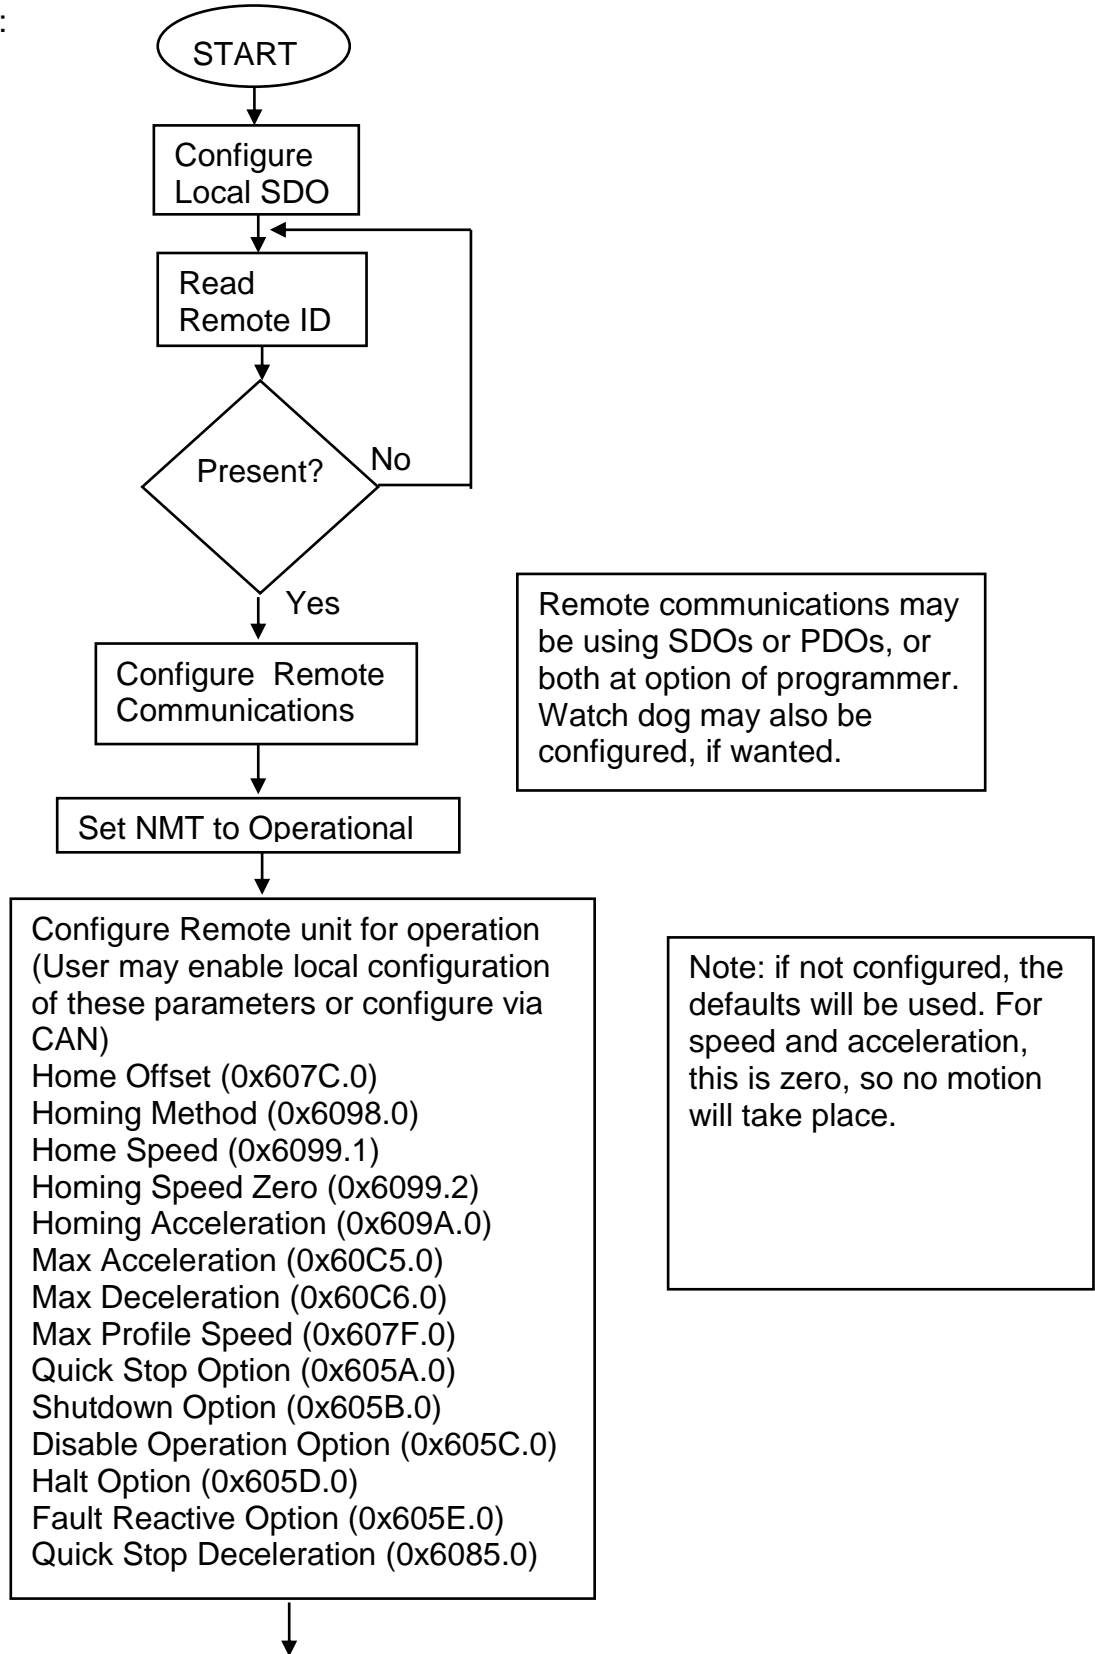 :
START
Configure
Local SDO
Read
Remote ID
Present?
No
Yes
Configure  Remote
Communications
Remote communications may
be using SDOs or PDOs, or
both at option of programmer.
Watch dog may also be
configured, if wanted.
Set NMT to Operational
Configure Remote unit for operation
(User may enable local configuration
of these parameters or configure via
CAN)
Home Offset (0x607C.0)
Homing Method (0x6098.0)
Home Speed (0x6099.1)
Homing Speed Zero (0x6099.2)
Homing Acceleration (0x609A.0)
Max Acceleration (0x60C5.0)
Max Deceleration (0x60C6.0)
Max Profile Speed (0x607F.0)
Quick Stop Option (0x605A.0)
Shutdown Option (0x605B.0)
Disable Operation Option (0x605C.0)
Halt Option (0x605D.0)
Fault Reactive Option (0x605E.0)
Quick Stop Deceleration (0x6085.0)
Note: if not configured, the
defaults will be used. For
speed and acceleration,
this is zero, so no motion
will take place.